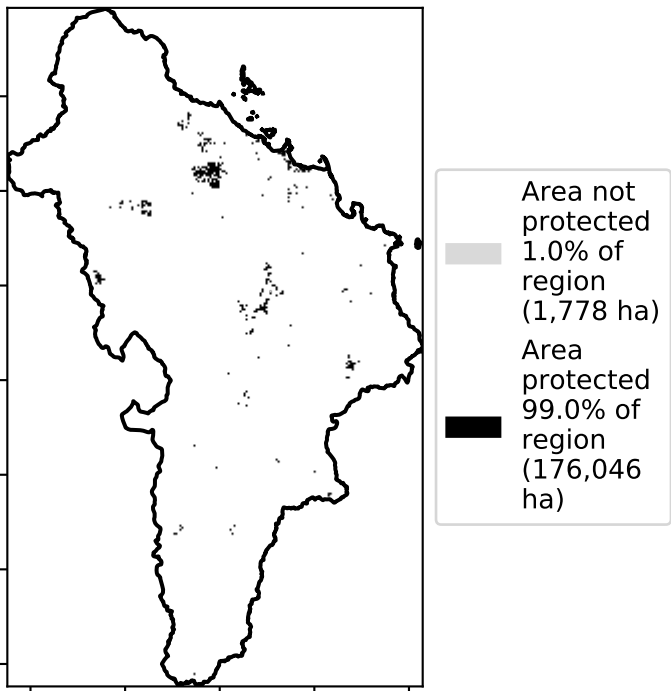 Area not
protected
1.0% of
region
(1,778 ha)
Area
protected
99.0% of
region
(176,046
ha)